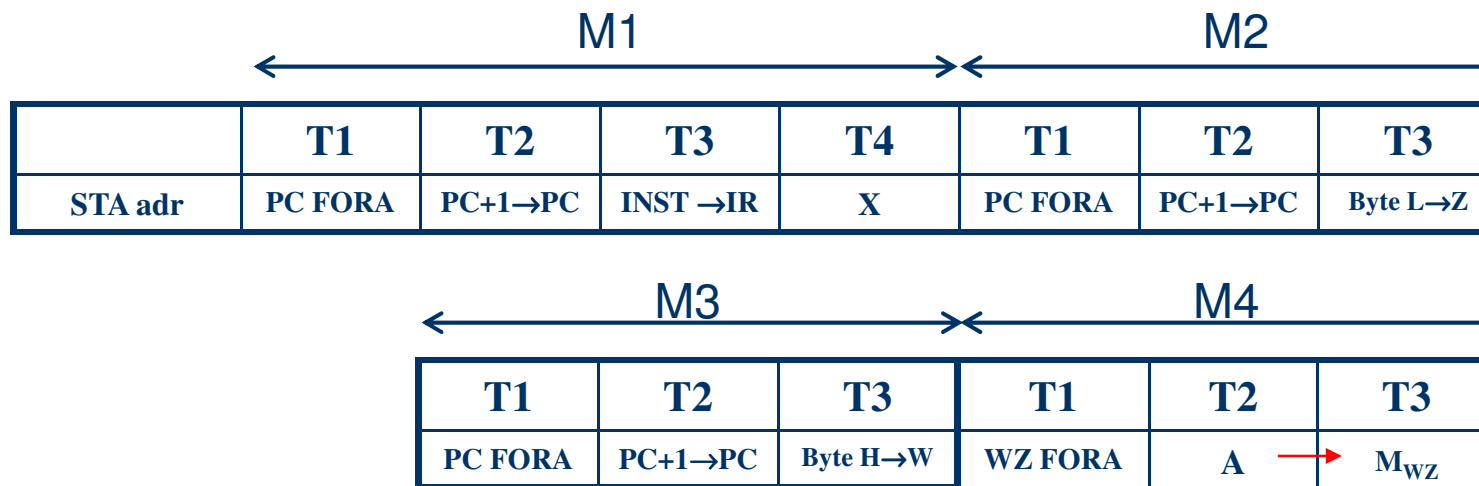 M1 M2
T1 T2 T3 T4 T1 T2 T3
STA adr PC FORA PC+1→PC INST →IR X PC FORA PC+1→PC Byte L→Z
M3 M4
T1 T2 T3 T1 T2 T3
PC FORA PC+1→PC Byte H→W WZ FORA A → M_WZ